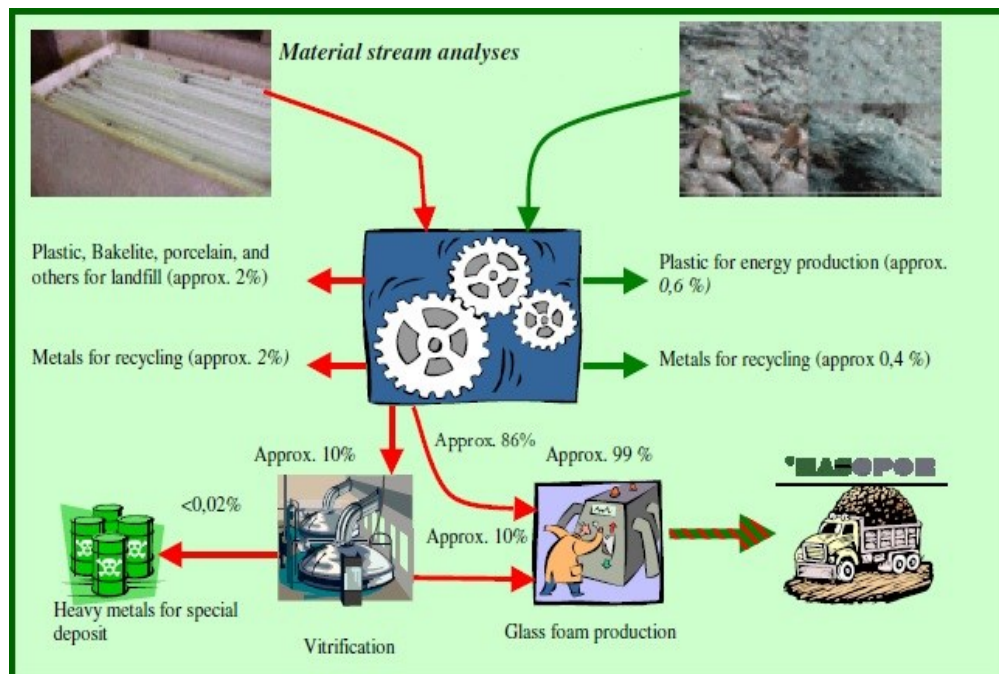 Material stream analyses
Plastic, Bakelite, porcelain, and
others for landfill (approx. 2%)
Plastic for energy production (approx.
0,6 %)
Metals for recycling (approx. 2%)
Metals for recycling (approx 0,4 %)
Approx. 10%
Approx. 86%
Approx. 99 %
<0,02%
Approx. 10%
Heavy metals for special
deposit
Vitrification
Glass foam production